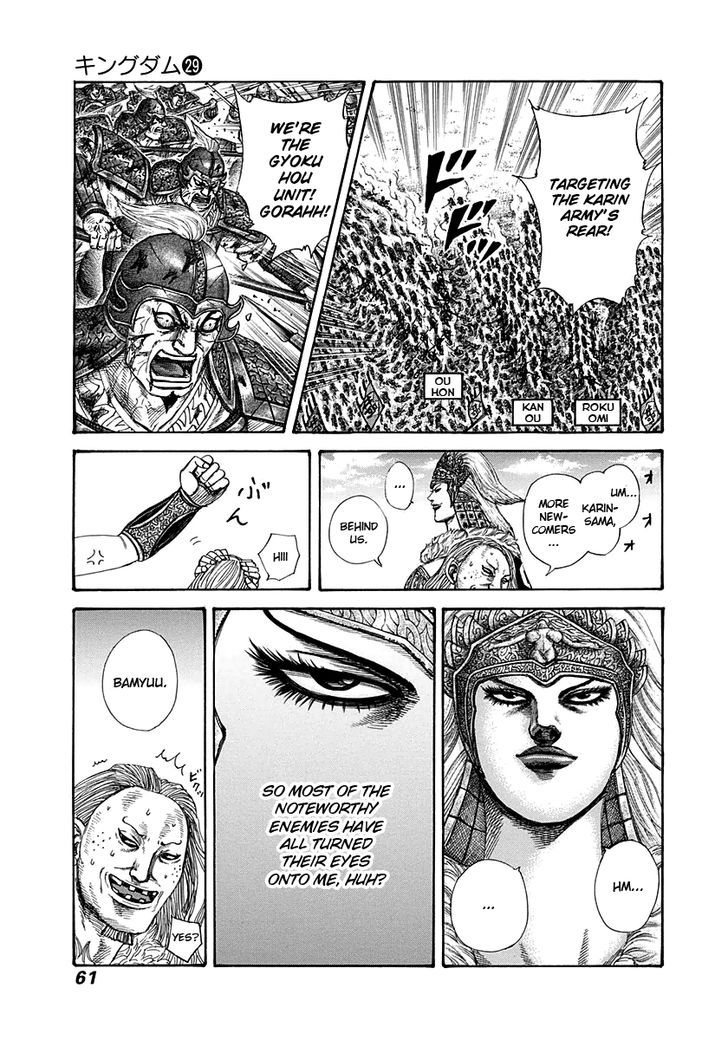 キングダム29
TARGETING
THE KARIN
ARMY'S
REAR!
ドドド
OU
HON
KAN
OU
ROKU
OMI
WE'RE
THE
GYOKU
HOU
UNIT!
GORAHH!
UM...
KARIN-
SAMA,
MORE
NEW-
COMERS
...
...
BEHIND
US.
ぶん
HIII
HM...
...
SO MOST OF THE
NOTEWORTHY
ENEMIES HAVE
ALL TURNED
THEIR EYES
ONTO ME, HUH?
BAMYUU.
YES?
61